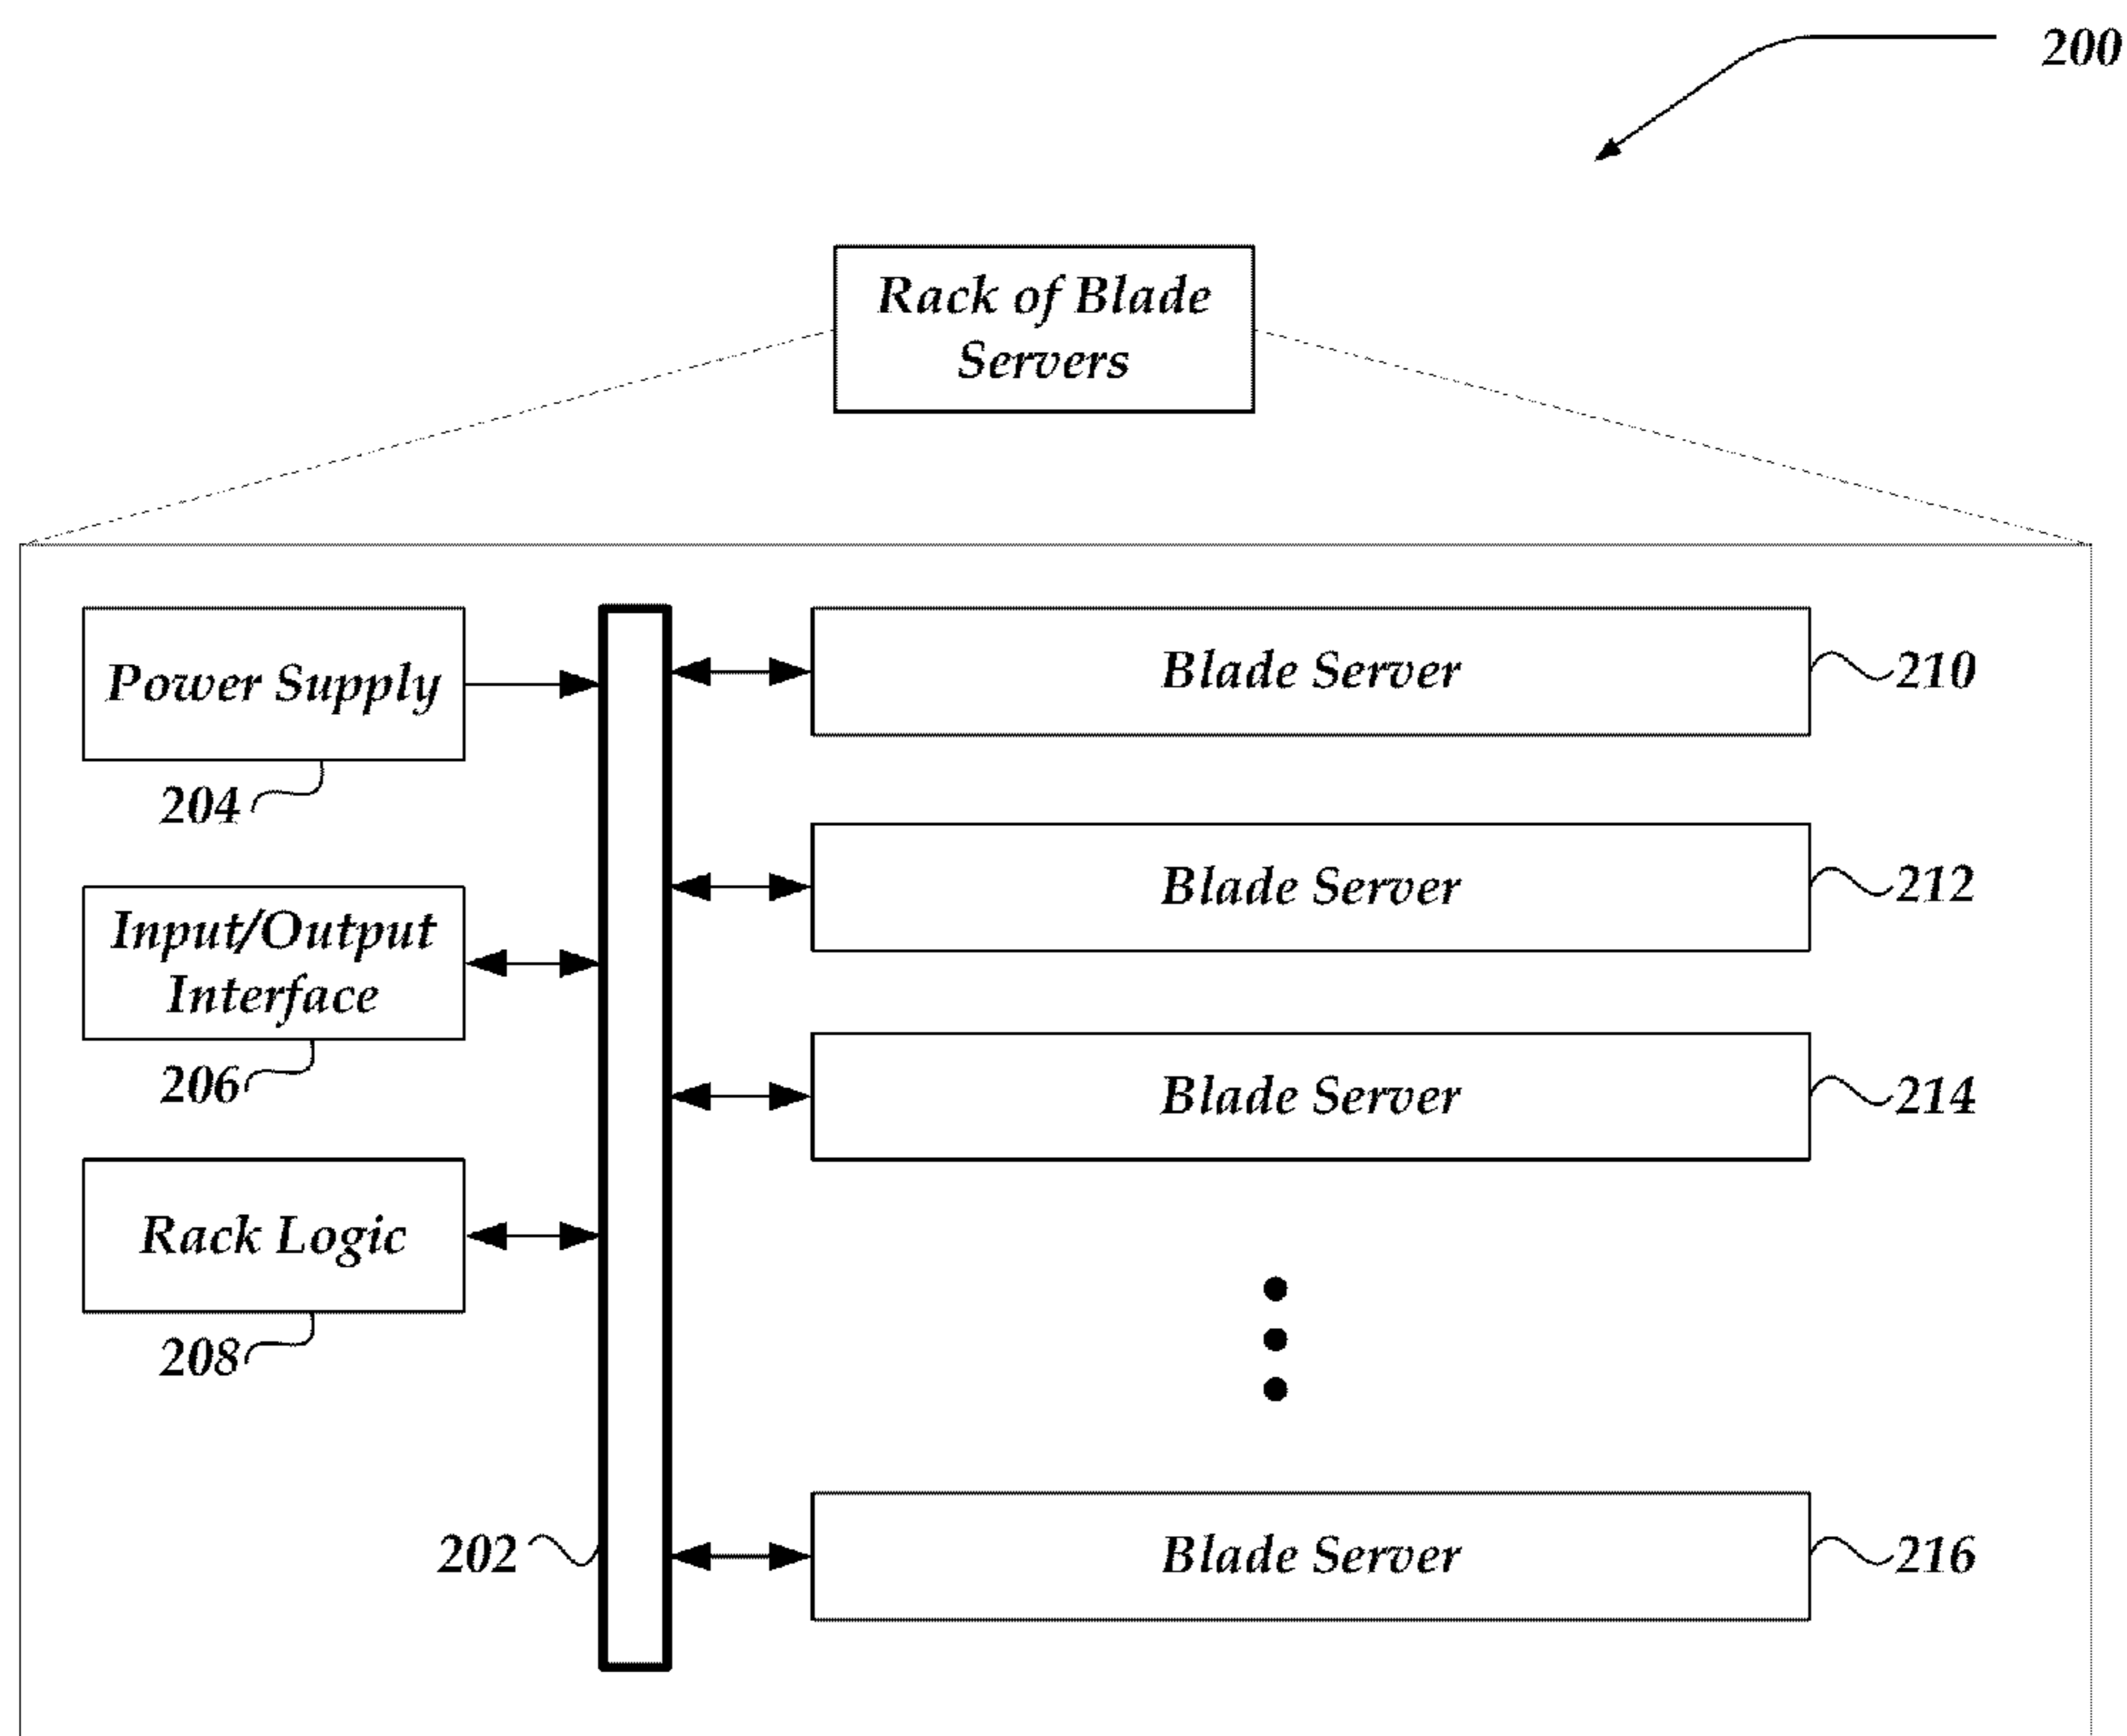 200
Rack of Blade
Servers
Power Supply
204
Input/Output
Interface
206
Rack Logic
208
202
Blade Server
210
Blade Server
212
Blade Server
214
Blade Server
216